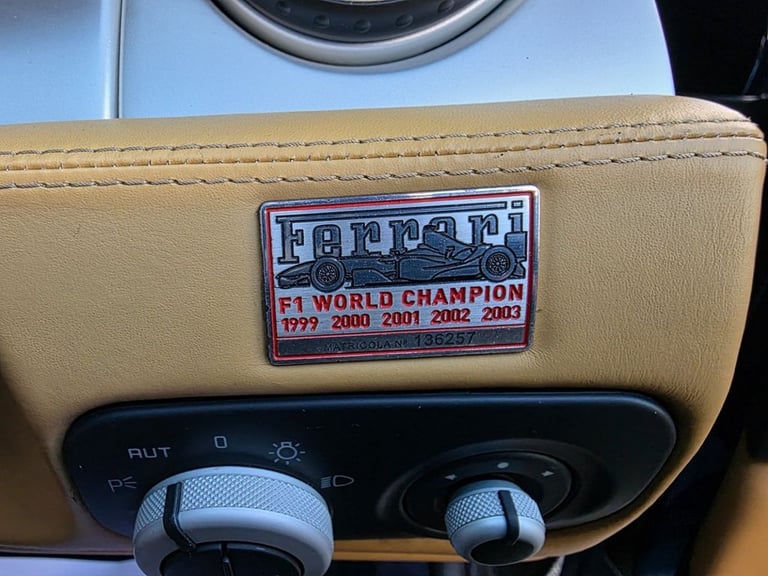 Ferrari
F1 WORLD CHAMPION
1999 2000 2001 2002 2003
MATRICOLA N° 136257
AUT 0
P